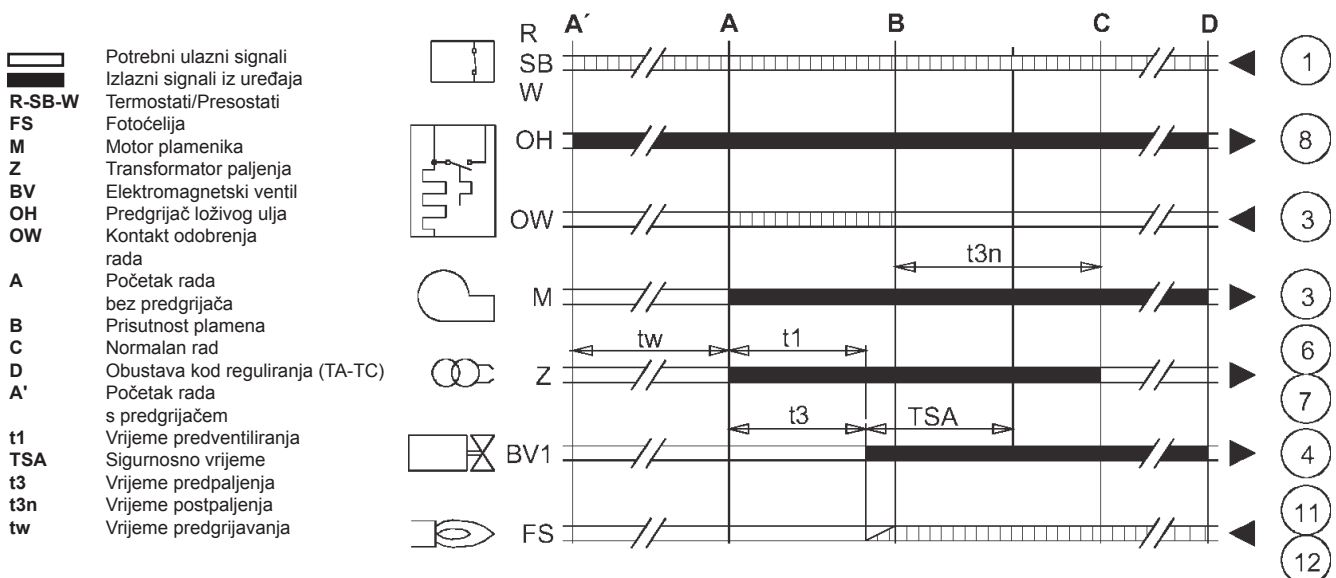 Potrebni ulazni signali
Izlazni signali iz uređaja
R-SB-W Termostati/Presostati
FS Fotoćelija
M Motor plamenika
Z Transformator paljenja
BV Elektromagnetski ventil
OH Predgrijač loživog ulja
OW Kontakt odobrenja
rada
A Početak rada
bez predgrijača
B Prisutnost plamena
C Normalan rad
D Obustava kod reguliranja (TA-TC)
A' Početak rada
s predgrijačem
t1 Vrijeme predventiliranja
TSA Sigurnosno vrijeme
t3 Vrijeme predpaljenja
t3n Vrijeme postpaljenja
tw Vrijeme predgrijavanja
A´ A B C D
R
SB 1
W
OH 8
OW 3
t3n
M 3
tw t1
6
Z
7
t3 TSA
BV1 4
11
FS
12